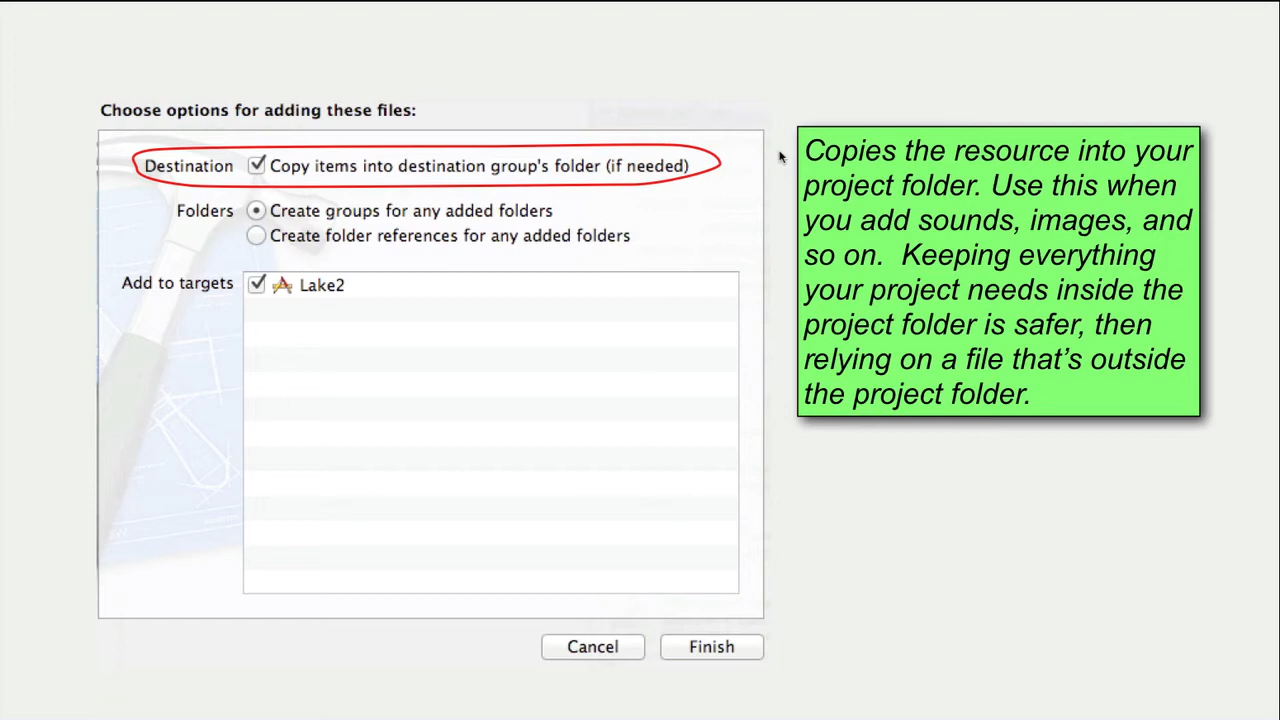 Choose options for adding these files:
Destination Copy items into destination group's folder (if needed)
Folders Create groups for any added folders
Create folder references for any added folders
Add to targets Lake2
Cancel Finish
Copies the resource into your
project folder. Use this when
you add sounds, images, and
so on. Keeping everything
your project needs inside the
project folder is safer, then
relying on a file that’s outside
the project folder.